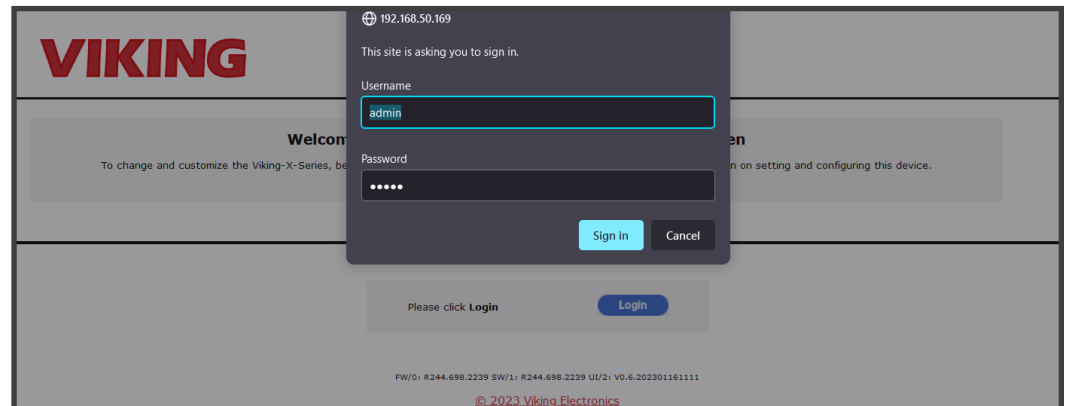 192.168.50.169
This site is asking you to sign in.
VIKING
Username
admin
Welcom en
Password
To change and customize the Viking-X-Series, be n on setting and configuring this device.
•••••
Sign in Cancel
Please click Login Login
FW/0: R244.698.2239 SW/1: R244.698.2239 UI/2: V0.6.202301161111
© 2023 Viking Electronics